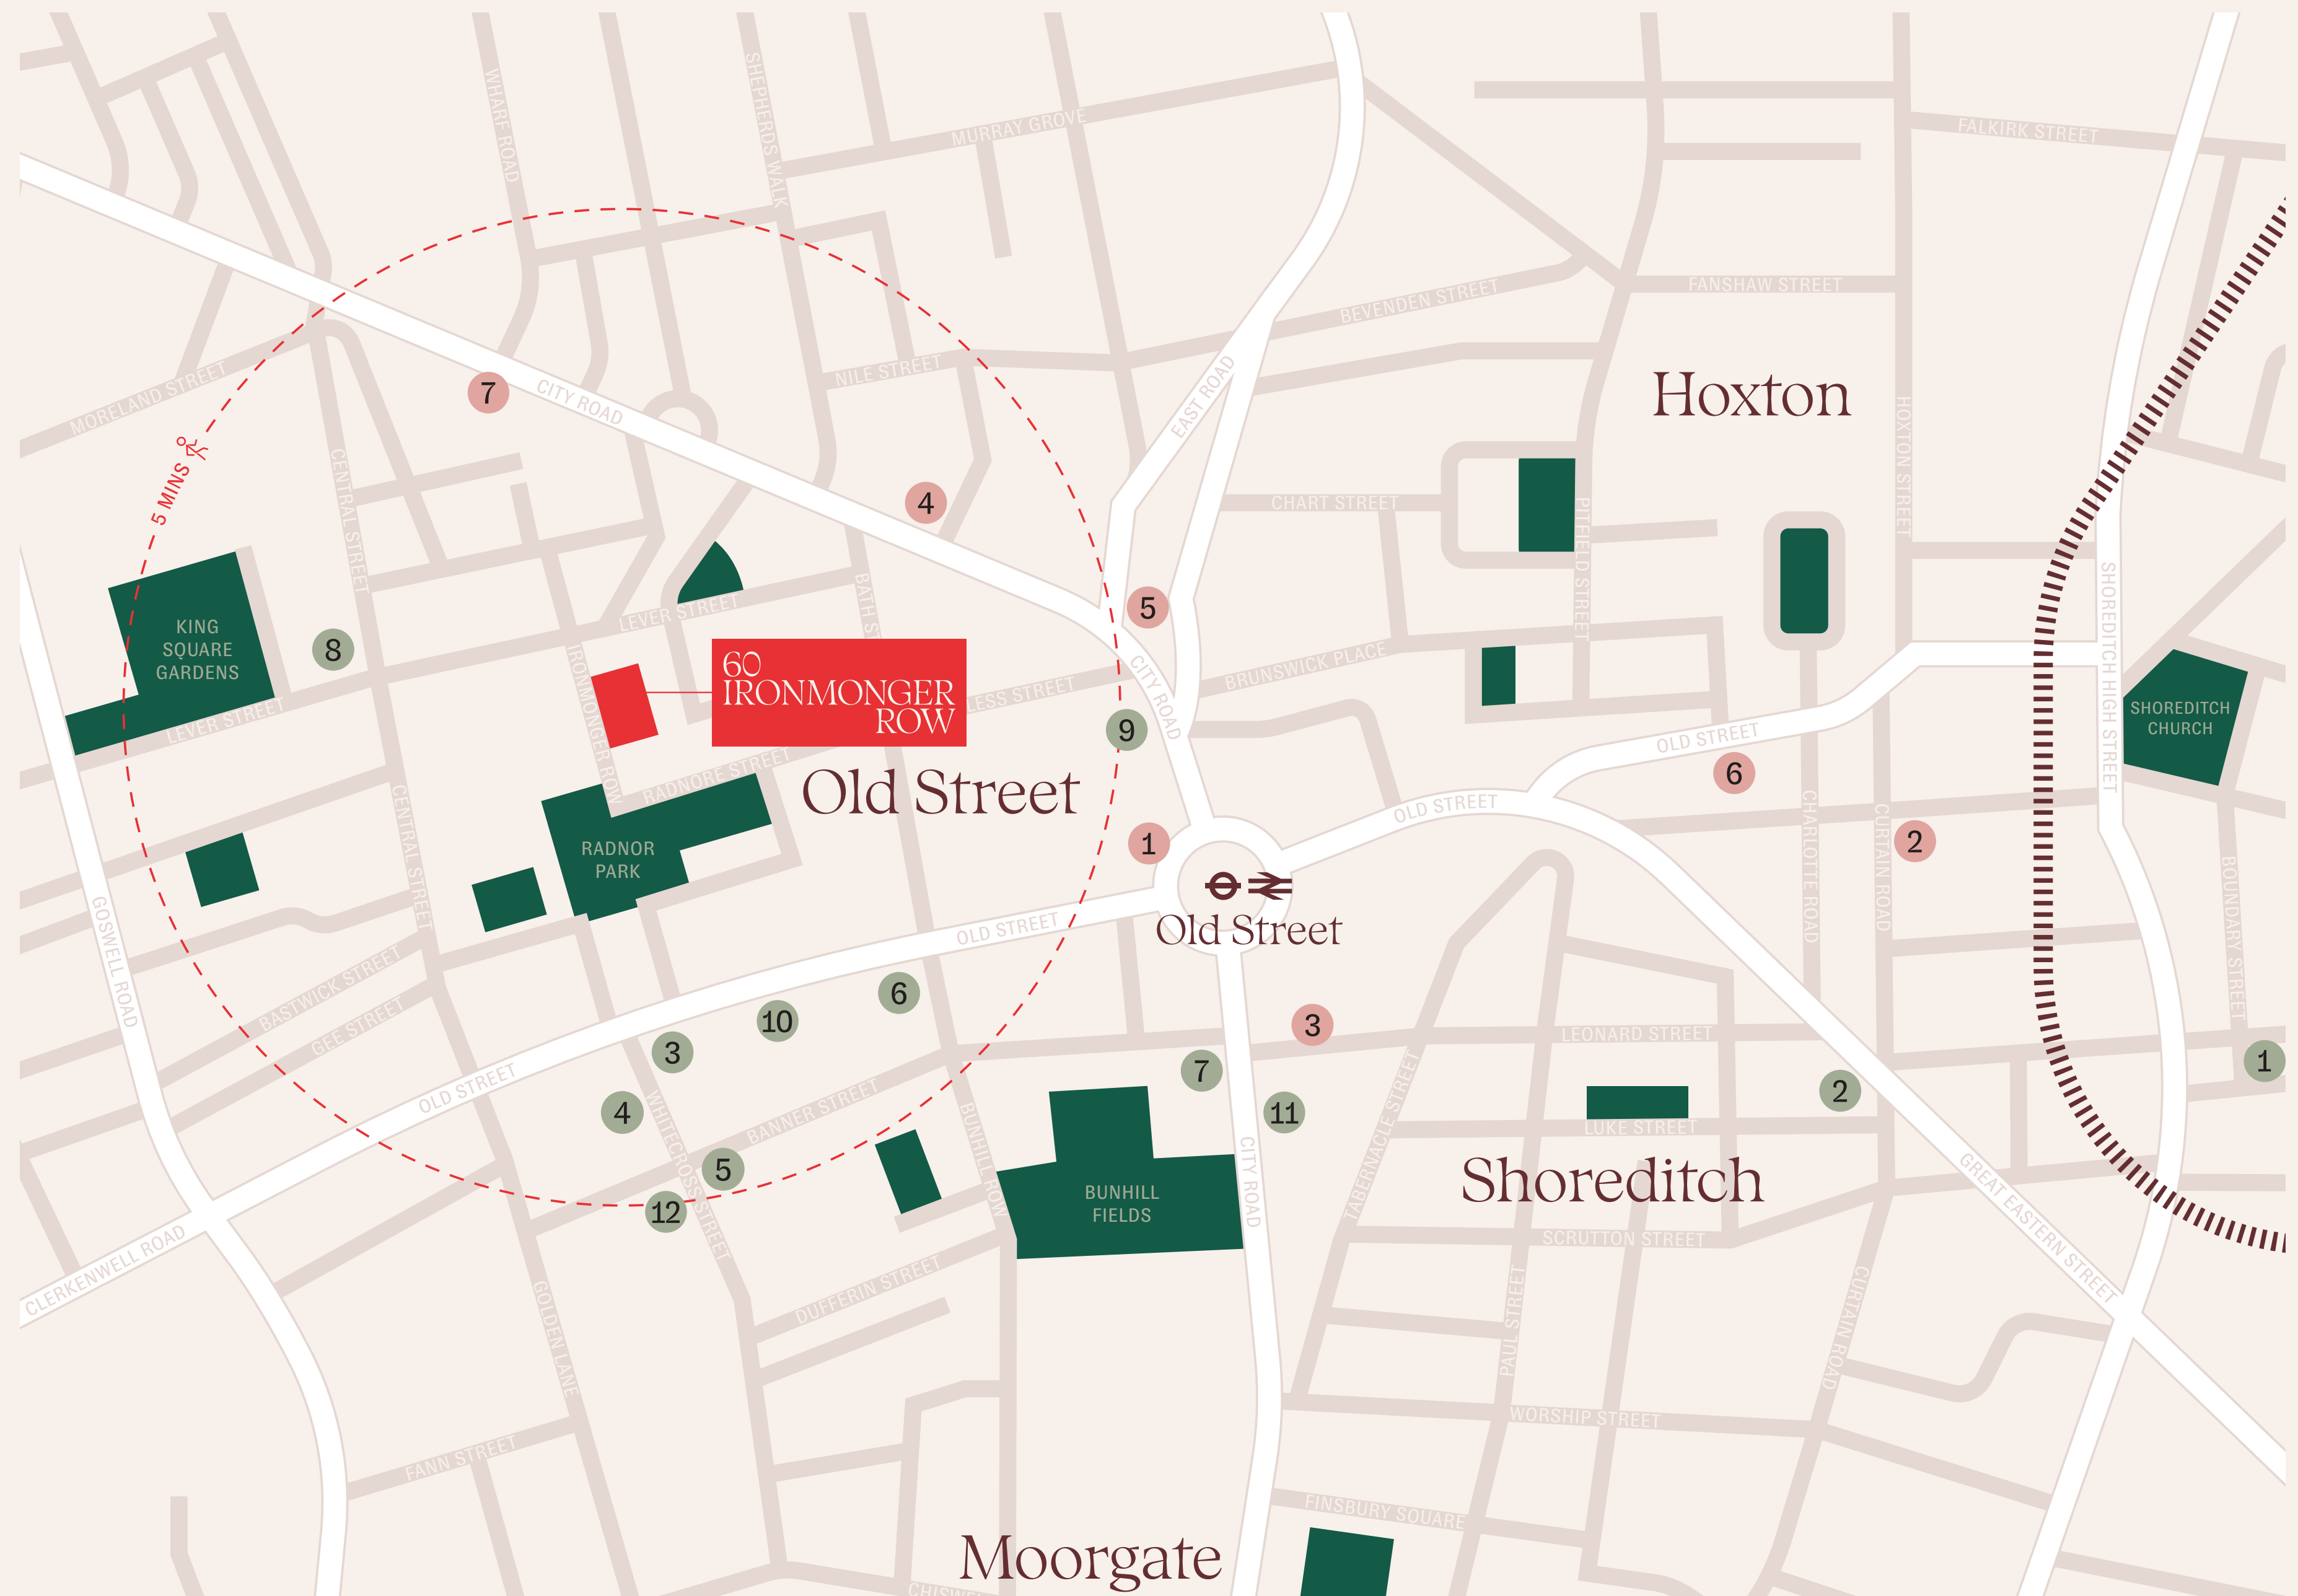 WHARF ROAD
SHEPHERDS WALK
MURRAY GROVE
FALKIRK STREET
FANSHAW STREET
BEVENDEN STREET
MORELAND STREET
7
CITY ROAD
NILE STREET
EAST ROAD
Hoxton
HOXTON STREET
5 MINS
CENTRAL STREET
4
CHART STREET
PITFIELD STREET
SHOREDITCH HIGH STREET
KING
SQUARE
GARDENS
8
LEVER STREET
BATH ST
5
60
IRONMONGER
ROW
IRONMONGER ROW
LESS STREET
BRUNSWICK PLACE
CITY ROAD
LEVER STREET
9
SHOREDITCH
CHURCH
OLD STREET
6
RADNORE STREET
Old Street
OLD STREET
CENTRAL STREET
RADNOR
PARK
1
2
CHARLOTTE ROAD
CURTAIN ROAD
BOUNDARY STREET
Old Street
OLD STREET
GOSWELL ROAD
BASTWICK STREET
GEE STREET
6
10
3
3
LEONARD STREET
1
7
2
OLD STREET
4
WHITECROSS STREET
BANNER STREET
BUNHILL ROW
11
TABERNACLE STREET
LUKE STREET
5
12
BUNHILL
FIELDS
CITY ROAD
Shoreditch
GREAT EASTERN STREET
SCRUTTON STREET
CLERKENWELL ROAD
DUFFERIN STREET
GOLDEN LANE
PAUL STREET
CURTAIN ROAD
WORSHIP STREET
FANN STREET
FINSBURY SQUARE
Moorgate